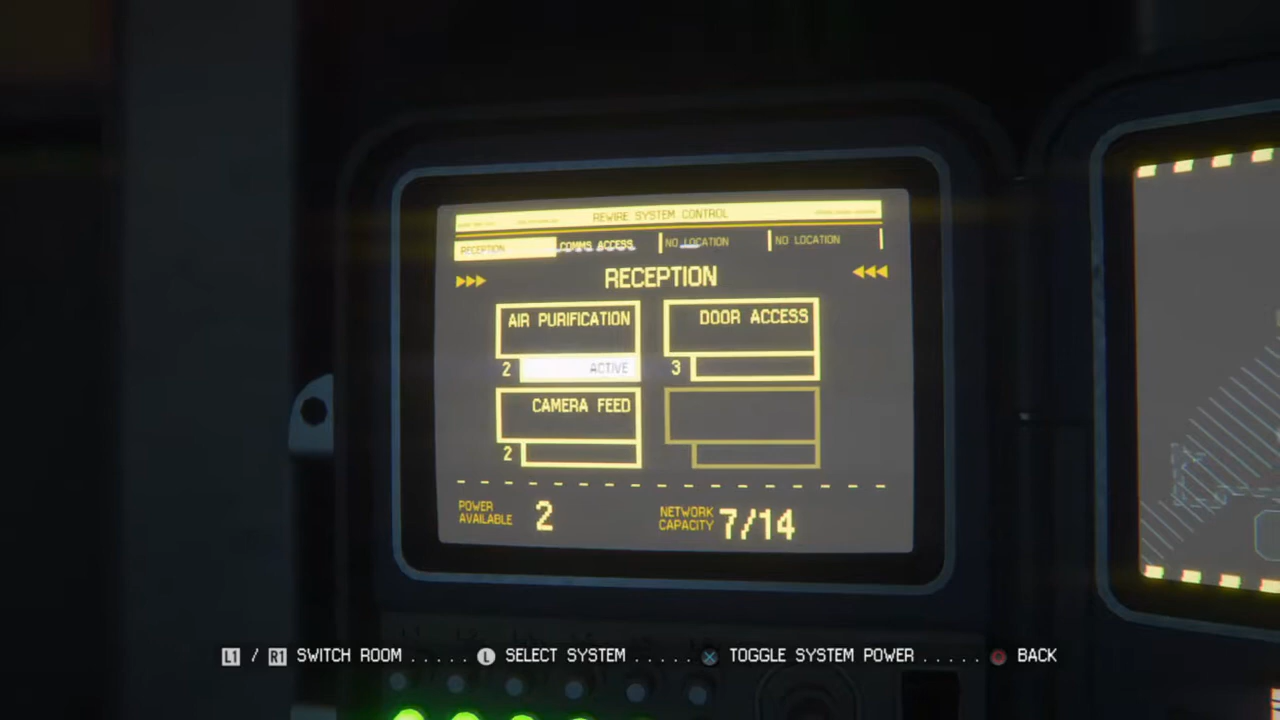 REWIRE SYSTEM CONTROL
RECEPTION COMMS ACCESS NO LOCATION NO LOCATION
RECEPTION
AIR PURIFICATION DOOR ACCESS
2 ACTIVE 3
CAMERA FEED
2
POWER AVAILABLE 2 NETWORK CAPACITY 7/14
L1 / R1 SWITCH ROOM ..... L SELECT SYSTEM ..... X TOGGLE SYSTEM POWER ..... BACK